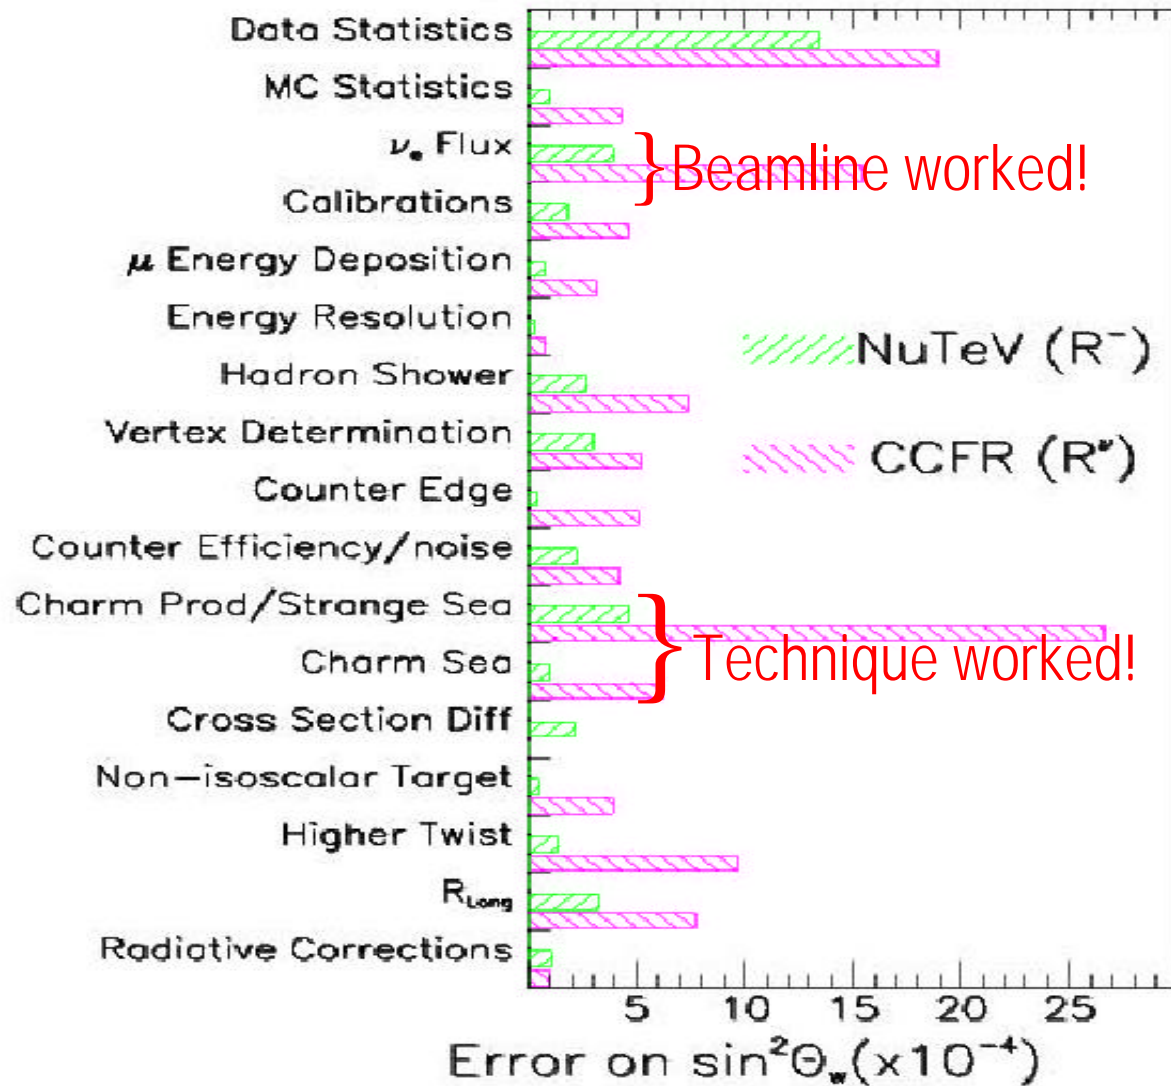 Data Statistics
MC Statistics
νe Flux
} Beamline worked!
Calibrations
μ Energy Deposition
Energy Resolution
NuTeV (R⁻)
Hadron Shower
Vertex Determination
CCFR (Rν)
Counter Edge
Counter Efficiency/noise
Charm Prod/Strange Sea
} Technique worked!
Charm Sea
Cross Section Diff
Non-isoscalar Target
Higher Twist
RLong
Radiative Corrections
5 10 15 20 25
Error on sin²Θw(x10⁻⁴)